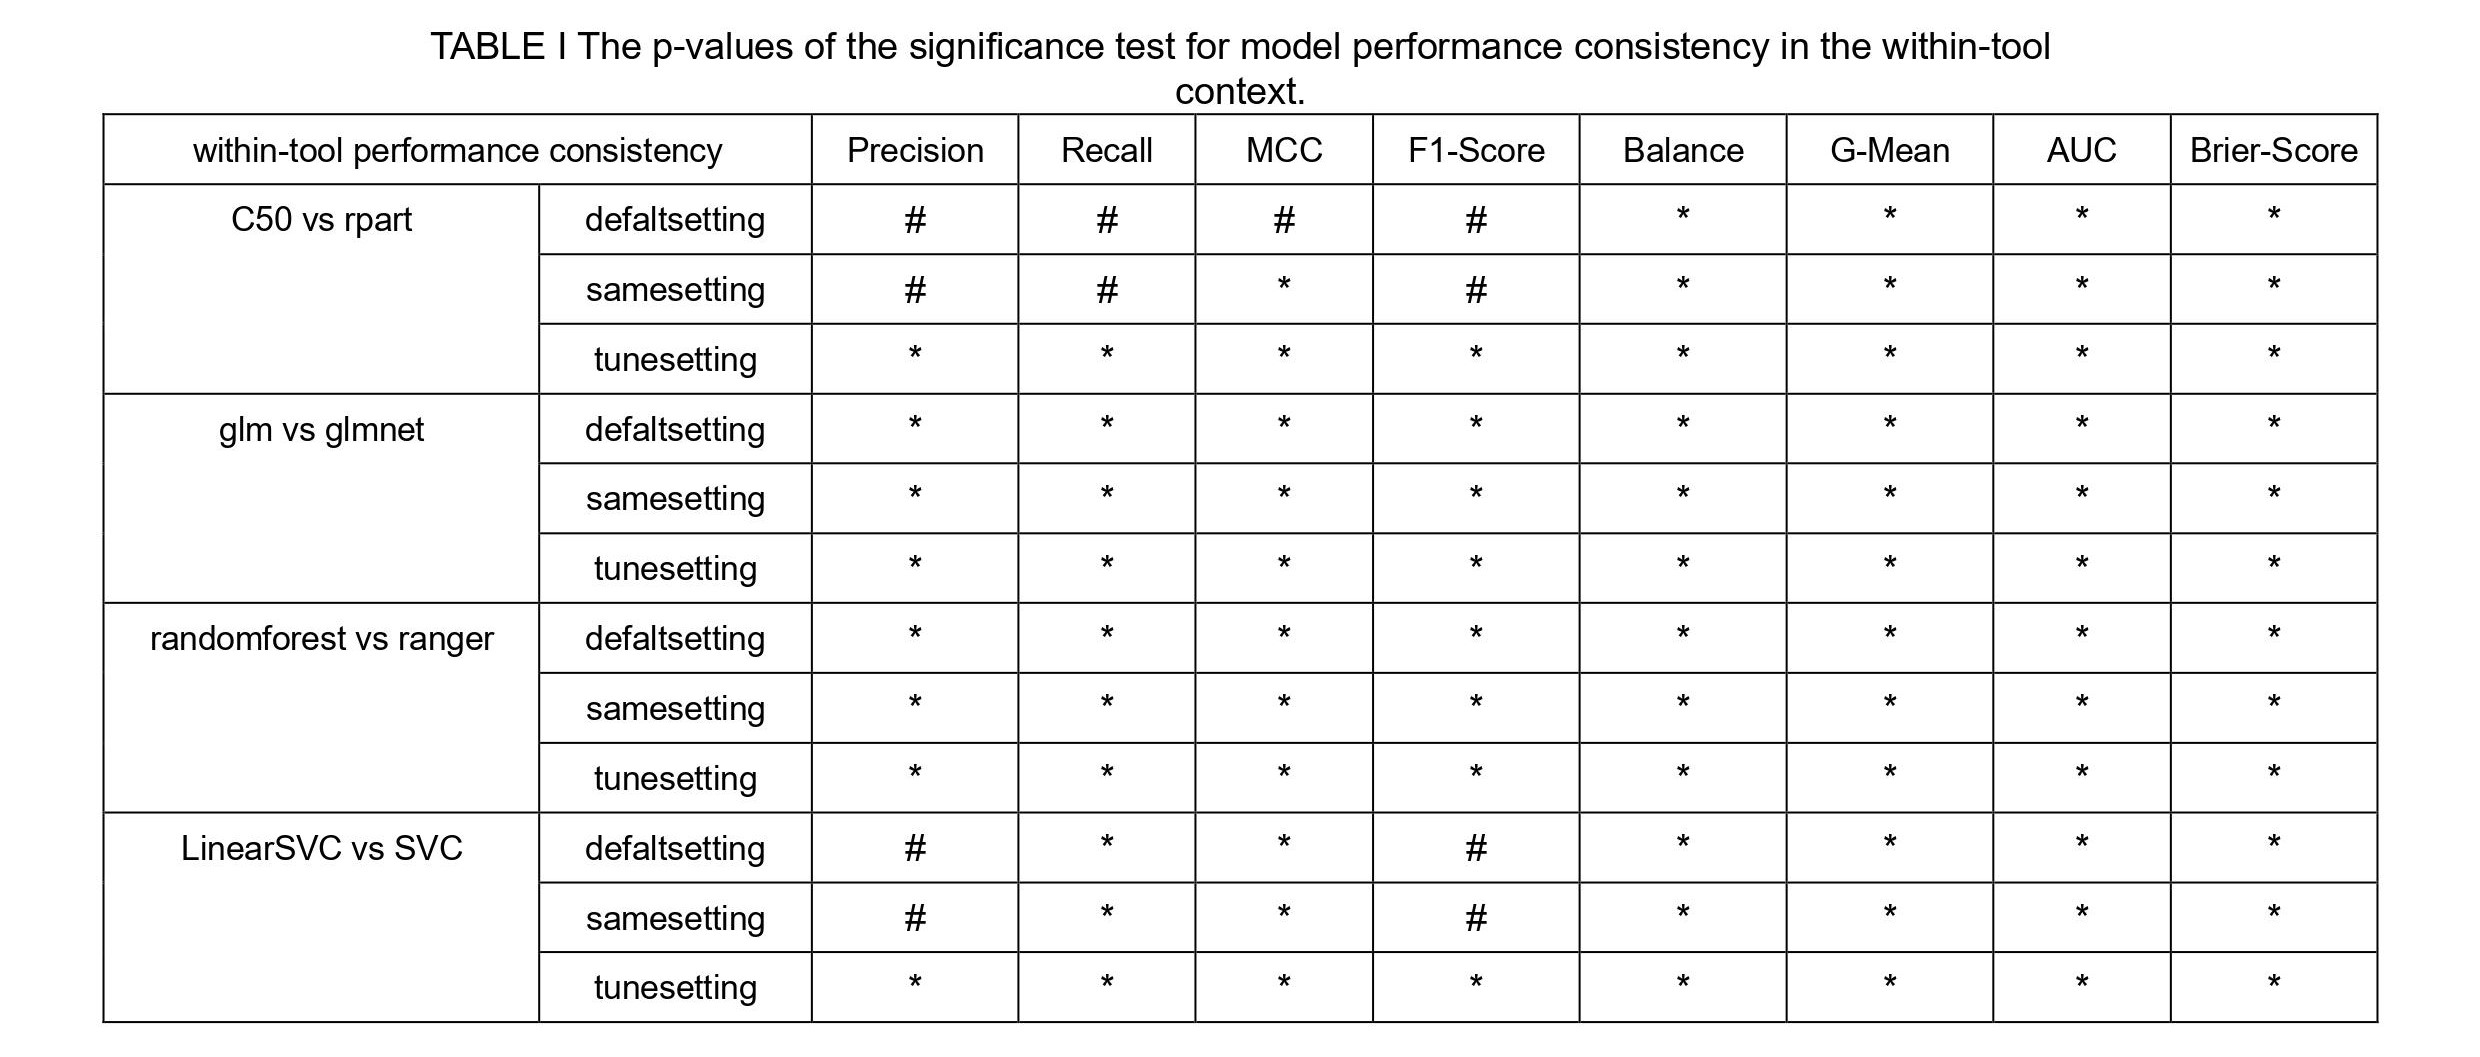 TABLE I The p-values of the significance test for model performance consistency in the within-tool
context.
within-tool performance consistency Precision Recall MCC F1-Score Balance G-Mean AUC Brier-Score
C50 vs rpart defaltsetting # # # # * * * *
samesetting # # * # * * * *
tunesetting * * * * * * * *
glm vs glmnet defaltsetting * * * * * * * *
samesetting * * * * * * * *
tunesetting * * * * * * * *
randomforest vs ranger defaltsetting * * * * * * * *
samesetting * * * * * * * *
tunesetting * * * * * * * *
LinearSVC vs SVC defaltsetting # * * # * * * *
samesetting # * * # * * * *
tunesetting * * * * * * * *